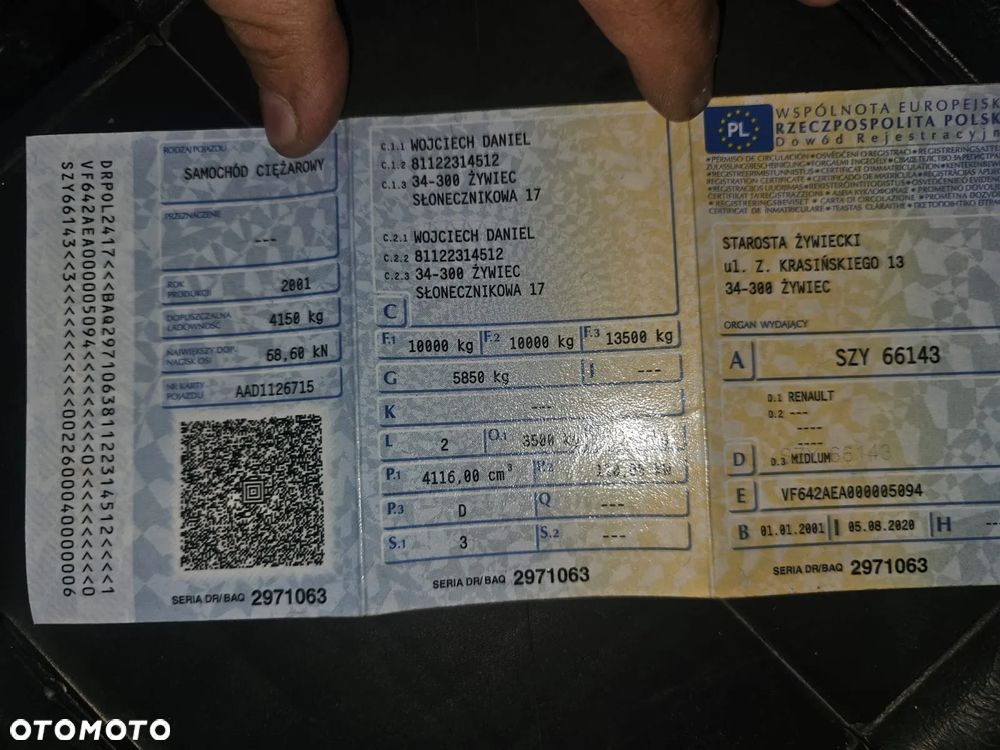 DRPOL2417<<BAQ29710638112231​4512<<<<1
VF642AEA000005094<<<<<<<<D<<<<<<<<0
SZY66143<3<<<<<<<<<<<0022600040000006
RODZAJ POJAZDU
SAMOCHÓD CIĘŻAROWY
PRZEZNACZENIE
---
ROK PRODUKCJI
2001
DOPUSZCZALNA ŁADOWNOŚĆ
4150 kg
NAJWIĘKSZY DOP. NACISK OSI
68,60 kN
NR KARTY POJAZDU
AAD1126715
SERIA DR/BAQ 2971063
C.1.1 WOJCIECH DANIEL
C.1.2 81122314512
C.1.3 34-300 ŻYWIEC
SŁONECZNIKOWA 17
C.2.1 WOJCIECH DANIEL
C.2.2 81122314512
C.2.3 34-300 ŻYWIEC
SŁONECZNIKOWA 17
C
F.1 10000 kg F.2 10000 kg F.3 13500 kg
G 5850 kg J ---
K ---
L 2 O.1 3500 kg
P.1 4116,00 cm³ P.2
P.3 D Q ---
S.1 3 S.2 ---
SERIA DR/BAQ 2971063
PL
WSPÓLNOTA EUROPEJSK
RZECZPOSPOLITA POLSK
Dowód Rejestracyjn
STAROSTA ŻYWIECKI
ul. Z. KRASIŃSKIEGO 13
34-300 ŻYWIEC
ORGAN WYDAJĄCY
A SZY 66143
D.1 RENAULT
D.2 ---
----
----
D D.3 MIDLUM
E VF642AEA000005094
B 01.01.2001 I 05.08.2020 H --
SERIA DR/BAQ 2971063
OTOMOTO